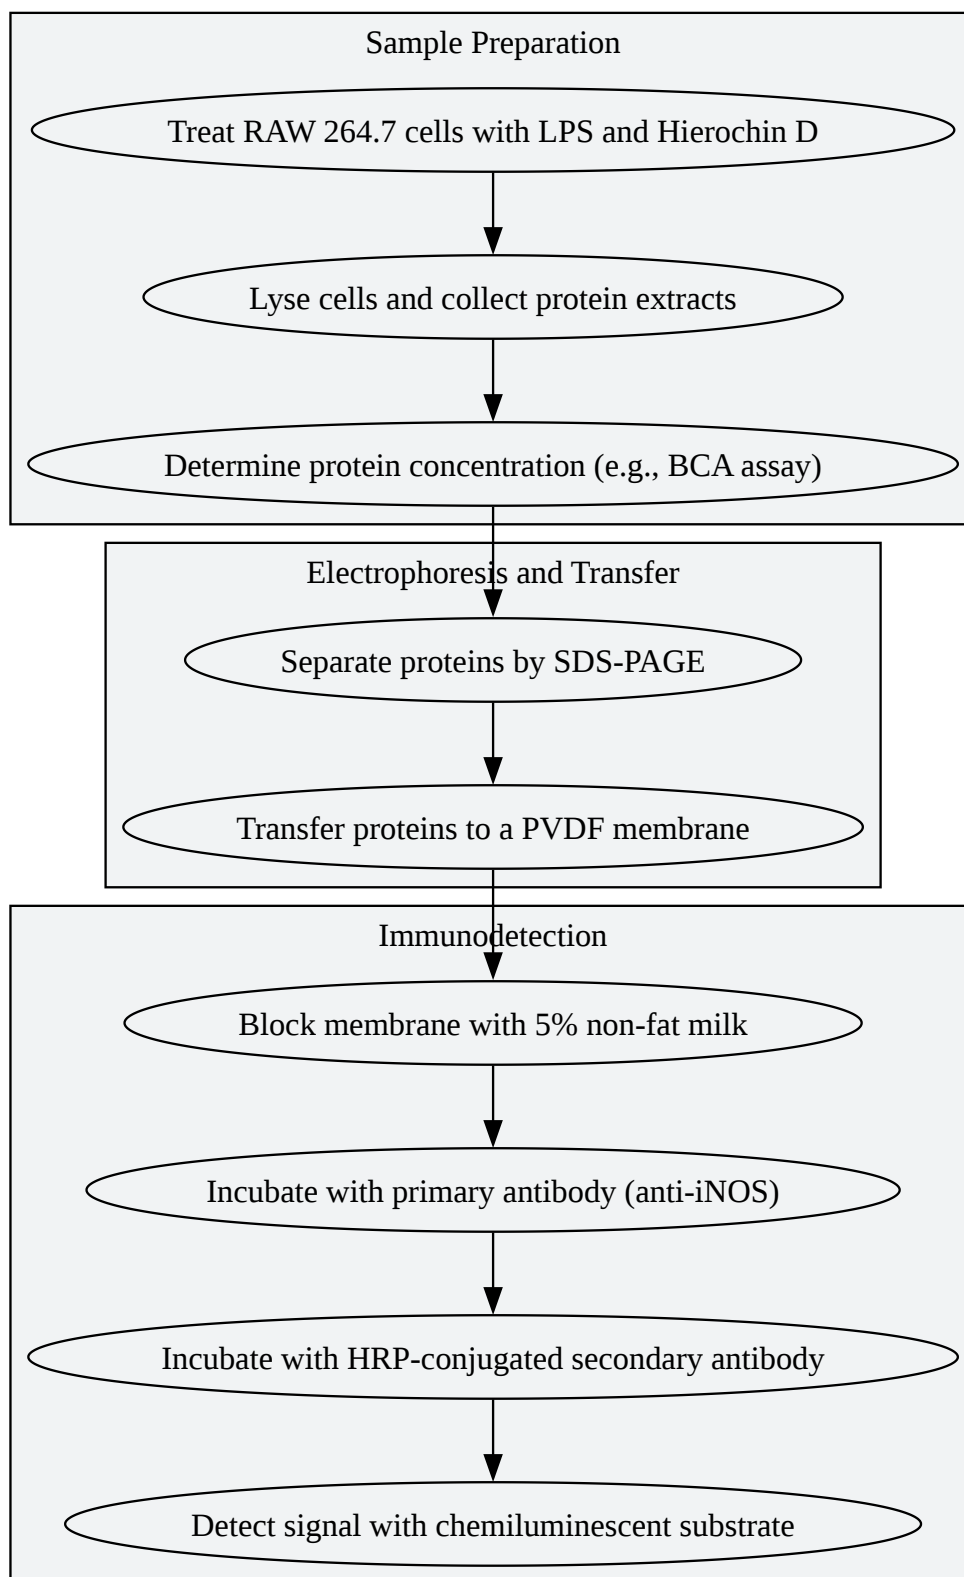 Sample Preparation
Treat RAW 264.7 cells with LPS and Hierochin D
Lyse cells and collect protein extracts
Determine protein concentration (e.g., BCA assay)
Electrophoresis and Transfer
Separate proteins by SDS-PAGE
Transfer proteins to a PVDF membrane
Immunodetection
Block membrane with 5% non-fat milk
Incubate with primary antibody (anti-iNOS)
Incubate with HRP-conjugated secondary antibody
Detect signal with chemiluminescent substrate